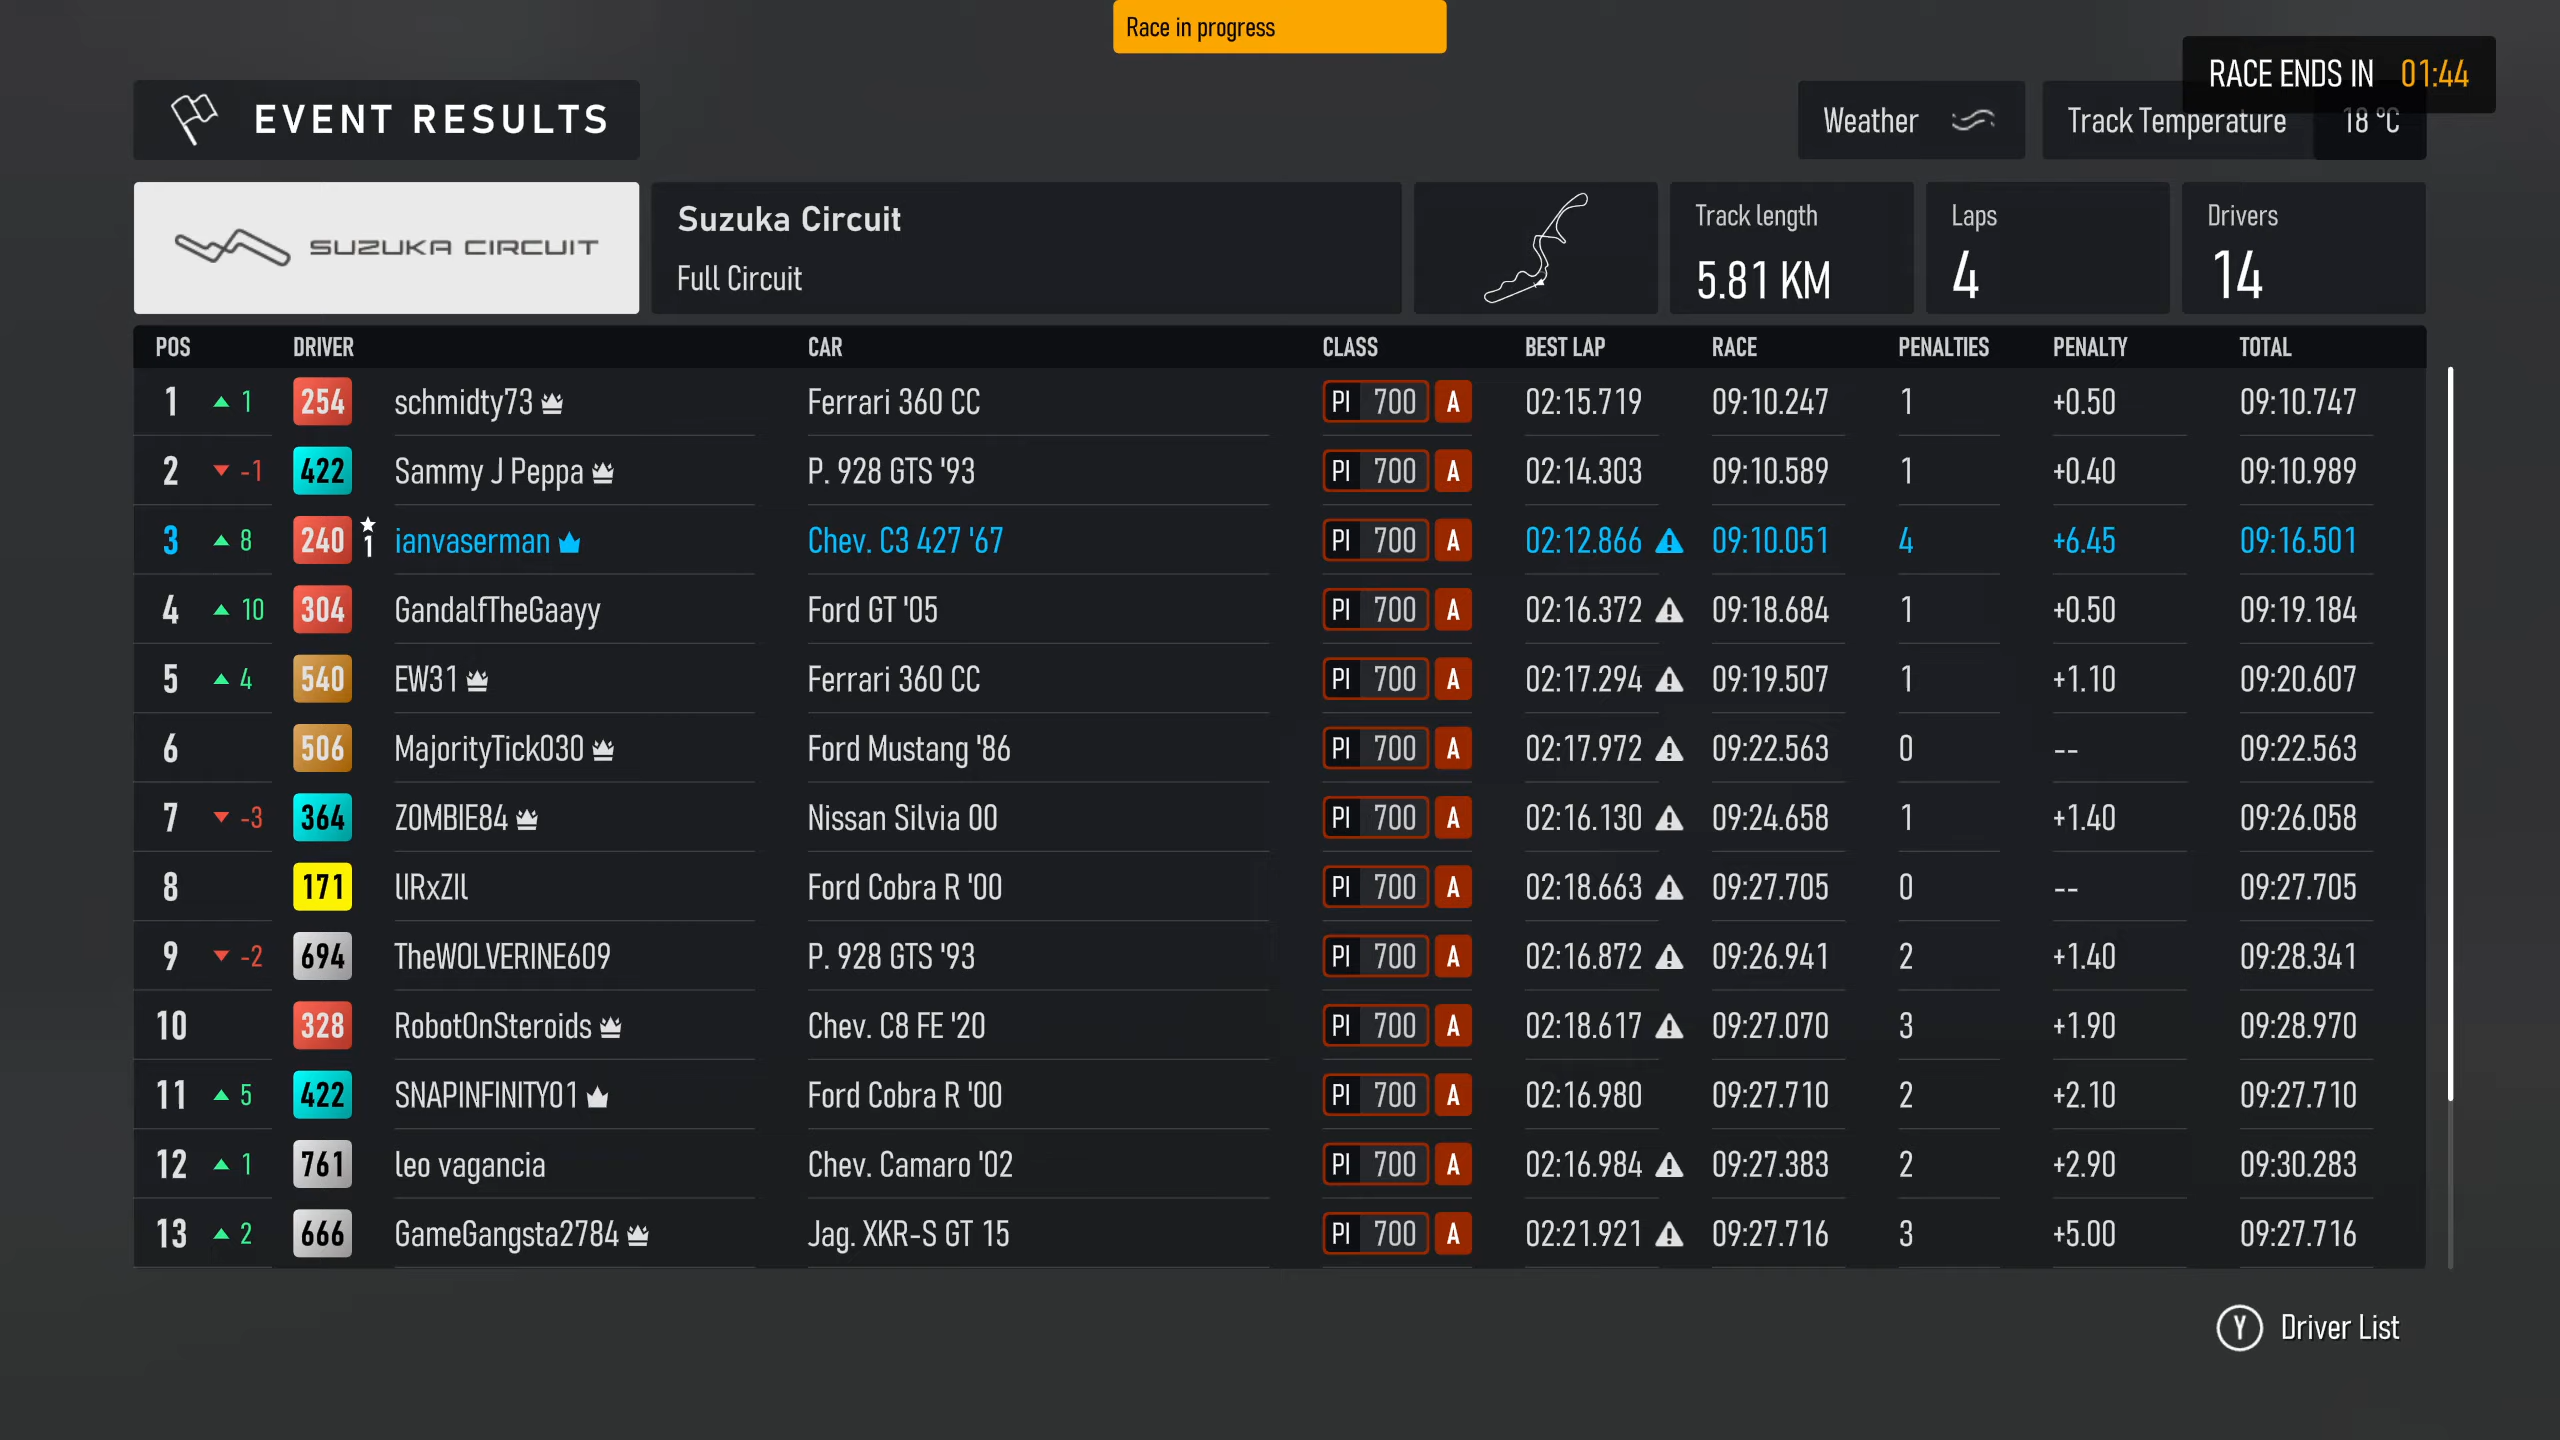 Race in progress
RACE ENDS IN 01:44
EVENT RESULTS
Weather
Track Temperature 18 °C
SUZUKA CIRCUIT
Suzuka Circuit
Full Circuit
Track length
5.81 KM
Laps
4
Drivers
14
POS DRIVER CAR CLASS BEST LAP RACE PENALTIES PENALTY TOTAL
1 1 254 schmidty73 Ferrari 360 CC PI 700 A 02:15.719 09:10.247 1 +0.50 09:10.747
2 -1 422 Sammy J Peppa P. 928 GTS '93 PI 700 A 02:14.303 09:10.589 1 +0.40 09:10.989
3 8 240 1 ianvaserman Chev. C3 427 '67 PI 700 A 02:12.866 09:10.051 4 +6.45 09:16.501
4 10 304 GandalfTheGaayy Ford GT '05 PI 700 A 02:16.372 09:18.684 1 +0.50 09:19.184
5 4 540 EW31 Ferrari 360 CC PI 700 A 02:17.294 09:19.507 1 +1.10 09:20.607
6 506 MajorityTick030 Ford Mustang '86 PI 700 A 02:17.972 09:22.563 0 -- 09:22.563
7 -3 364 ZOMBIE84 Nissan Silvia 00 PI 700 A 02:16.130 09:24.658 1 +1.40 09:26.058
8 171 Ford Cobra R '00 PI 700 A 02:18.663 09:27.705 0 -- 09:27.705
9 -2 694 TheWOLVERINE609 P. 928 GTS '93 PI 700 A 02:16.872 09:26.941 2 +1.40 09:28.341
10 328 RobotOnSteroids Chev. C8 FE '20 PI 700 A 02:18.617 09:27.070 3 +1.90 09:28.970
11 5 422 SNAPINFINITY01 Ford Cobra R '00 PI 700 A 02:16.980 09:27.710 2 +2.10 09:27.710
12 1 761 leo vagancia Chev. Camaro '02 PI 700 A 02:16.984 09:27.383 2 +2.90 09:30.283
13 2 666 GameGangsta2784 Jag. XKR-S GT 15 PI 700 A 02:21.921 09:27.716 3 +5.00 09:27.716
Y Driver List